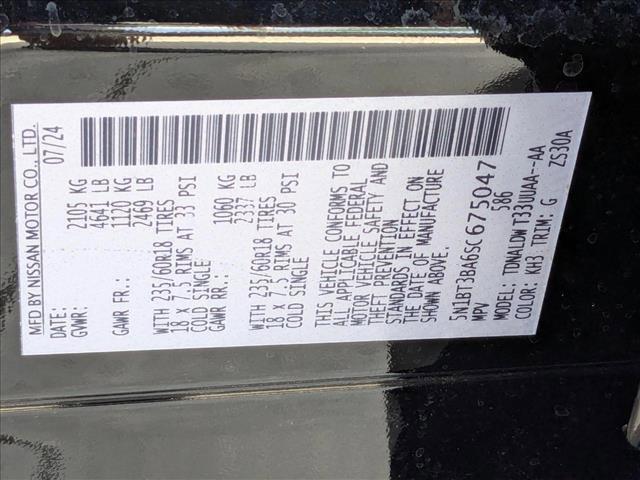 MFD BY NISSAN MOTOR CO., LTD.
DATE: 07/24
GVWR: 2105 KG
4641 LB
GAWR FR.: 1120 KG
2469 LB
WITH 235/60R18 TIRES
18 X 7.5 RIMS AT 33 PSI
COLD SINGLE
GAWR RR.: 1060 KG
2337 LB
WITH 235/60R18 TIRES
18 X 7.5 RIMS AT 30 PSI
COLD SINGLE
THIS VEHICLE CONFORMS TO
ALL APPLICABLE FEDERAL
MOTOR VEHICLE SAFETY AND
THEFT PREVENTION
STANDARDS IN EFFECT ON
THE DATE OF MANUFACTURE
SHOWN ABOVE.
5N1BT3BA6SC675047
MPV 586
MODEL: TDNALDW T33UUAA--AA
COLOR: KH3 TRIM: G ZS30A